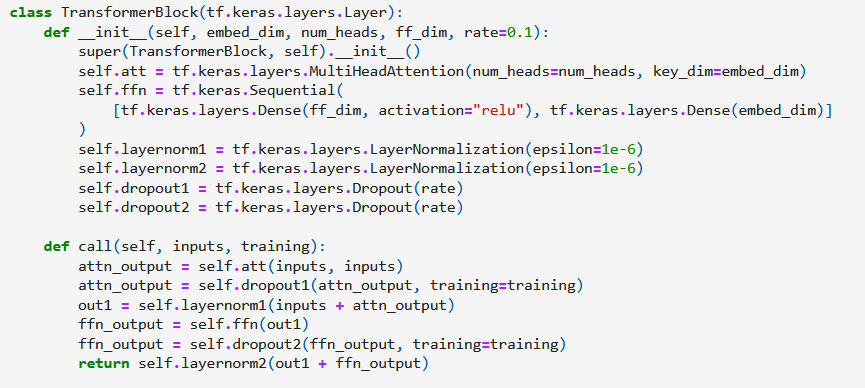 class TransformerBlock(tf.keras.layers.Layer):
    def __init__(self, embed_dim, num_heads, ff_dim, rate=0.1):
        super(TransformerBlock, self).__init__()
        self.att = tf.keras.layers.MultiHeadAttention(num_heads=num_heads, key_dim=embed_dim)
        self.ffn = tf.keras.Sequential(
            [tf.keras.layers.Dense(ff_dim, activation="relu"), tf.keras.layers.Dense(embed_dim)]
        )
        self.layernorm1 = tf.keras.layers.LayerNormalization(epsilon=1e-6)
        self.layernorm2 = tf.keras.layers.LayerNormalization(epsilon=1e-6)
        self.dropout1 = tf.keras.layers.Dropout(rate)
        self.dropout2 = tf.keras.layers.Dropout(rate)

    def call(self, inputs, training):
        attn_output = self.att(inputs, inputs)
        attn_output = self.dropout1(attn_output, training=training)
        out1 = self.layernorm1(inputs + attn_output)
        ffn_output = self.ffn(out1)
        ffn_output = self.dropout2(ffn_output, training=training)
        return self.layernorm2(out1 + ffn_output)